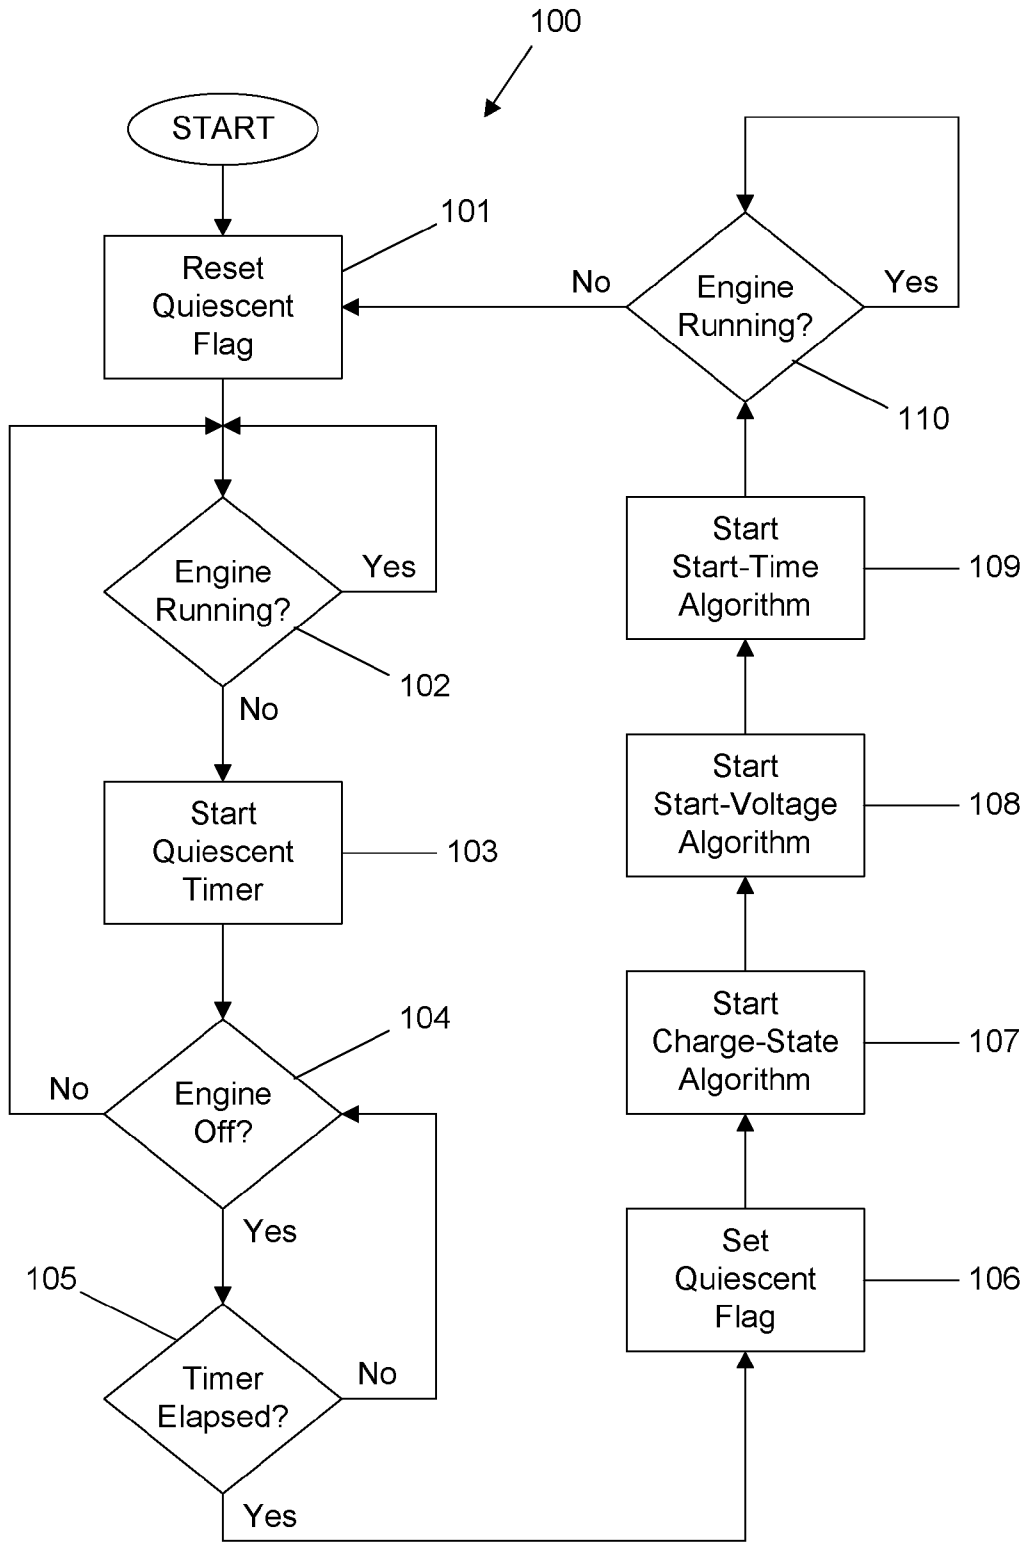 100
START
101
Reset
Quiescent
Flag
Engine
Running?
Yes
102
No
Start
Quiescent
Timer
103
104
Engine
Off?
No
Yes
105
Timer
Elapsed?
No
Yes
Set
Quiescent
Flag
106
Start
Charge-State
Algorithm
107
Start
Start-Voltage
Algorithm
108
Start
Start-Time
Algorithm
109
Engine
Running?
No
Yes
110